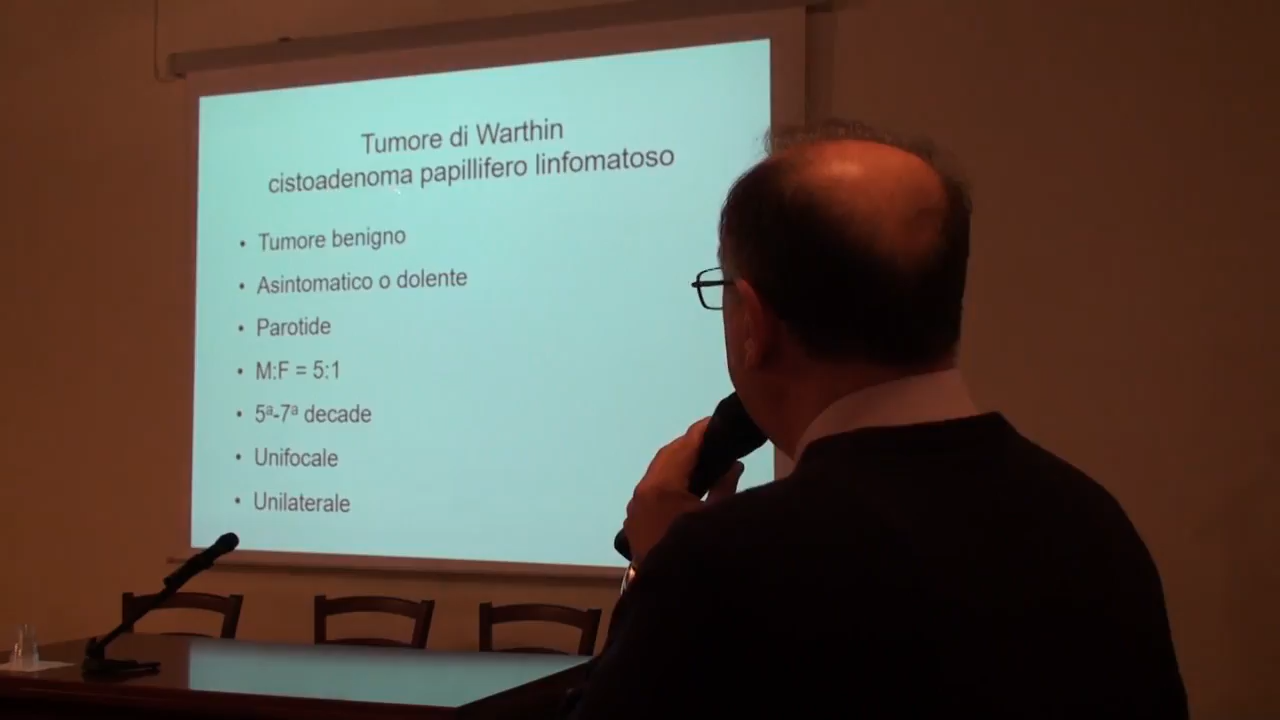 Tumore di Warthin
cistoadenoma papillifero linfomatoso
• Tumore benigno
• Asintomatico o dolente
• Parotide
• M:F = 5:1
• 5ª-7ª decade
• Unifocale
• Unilaterale